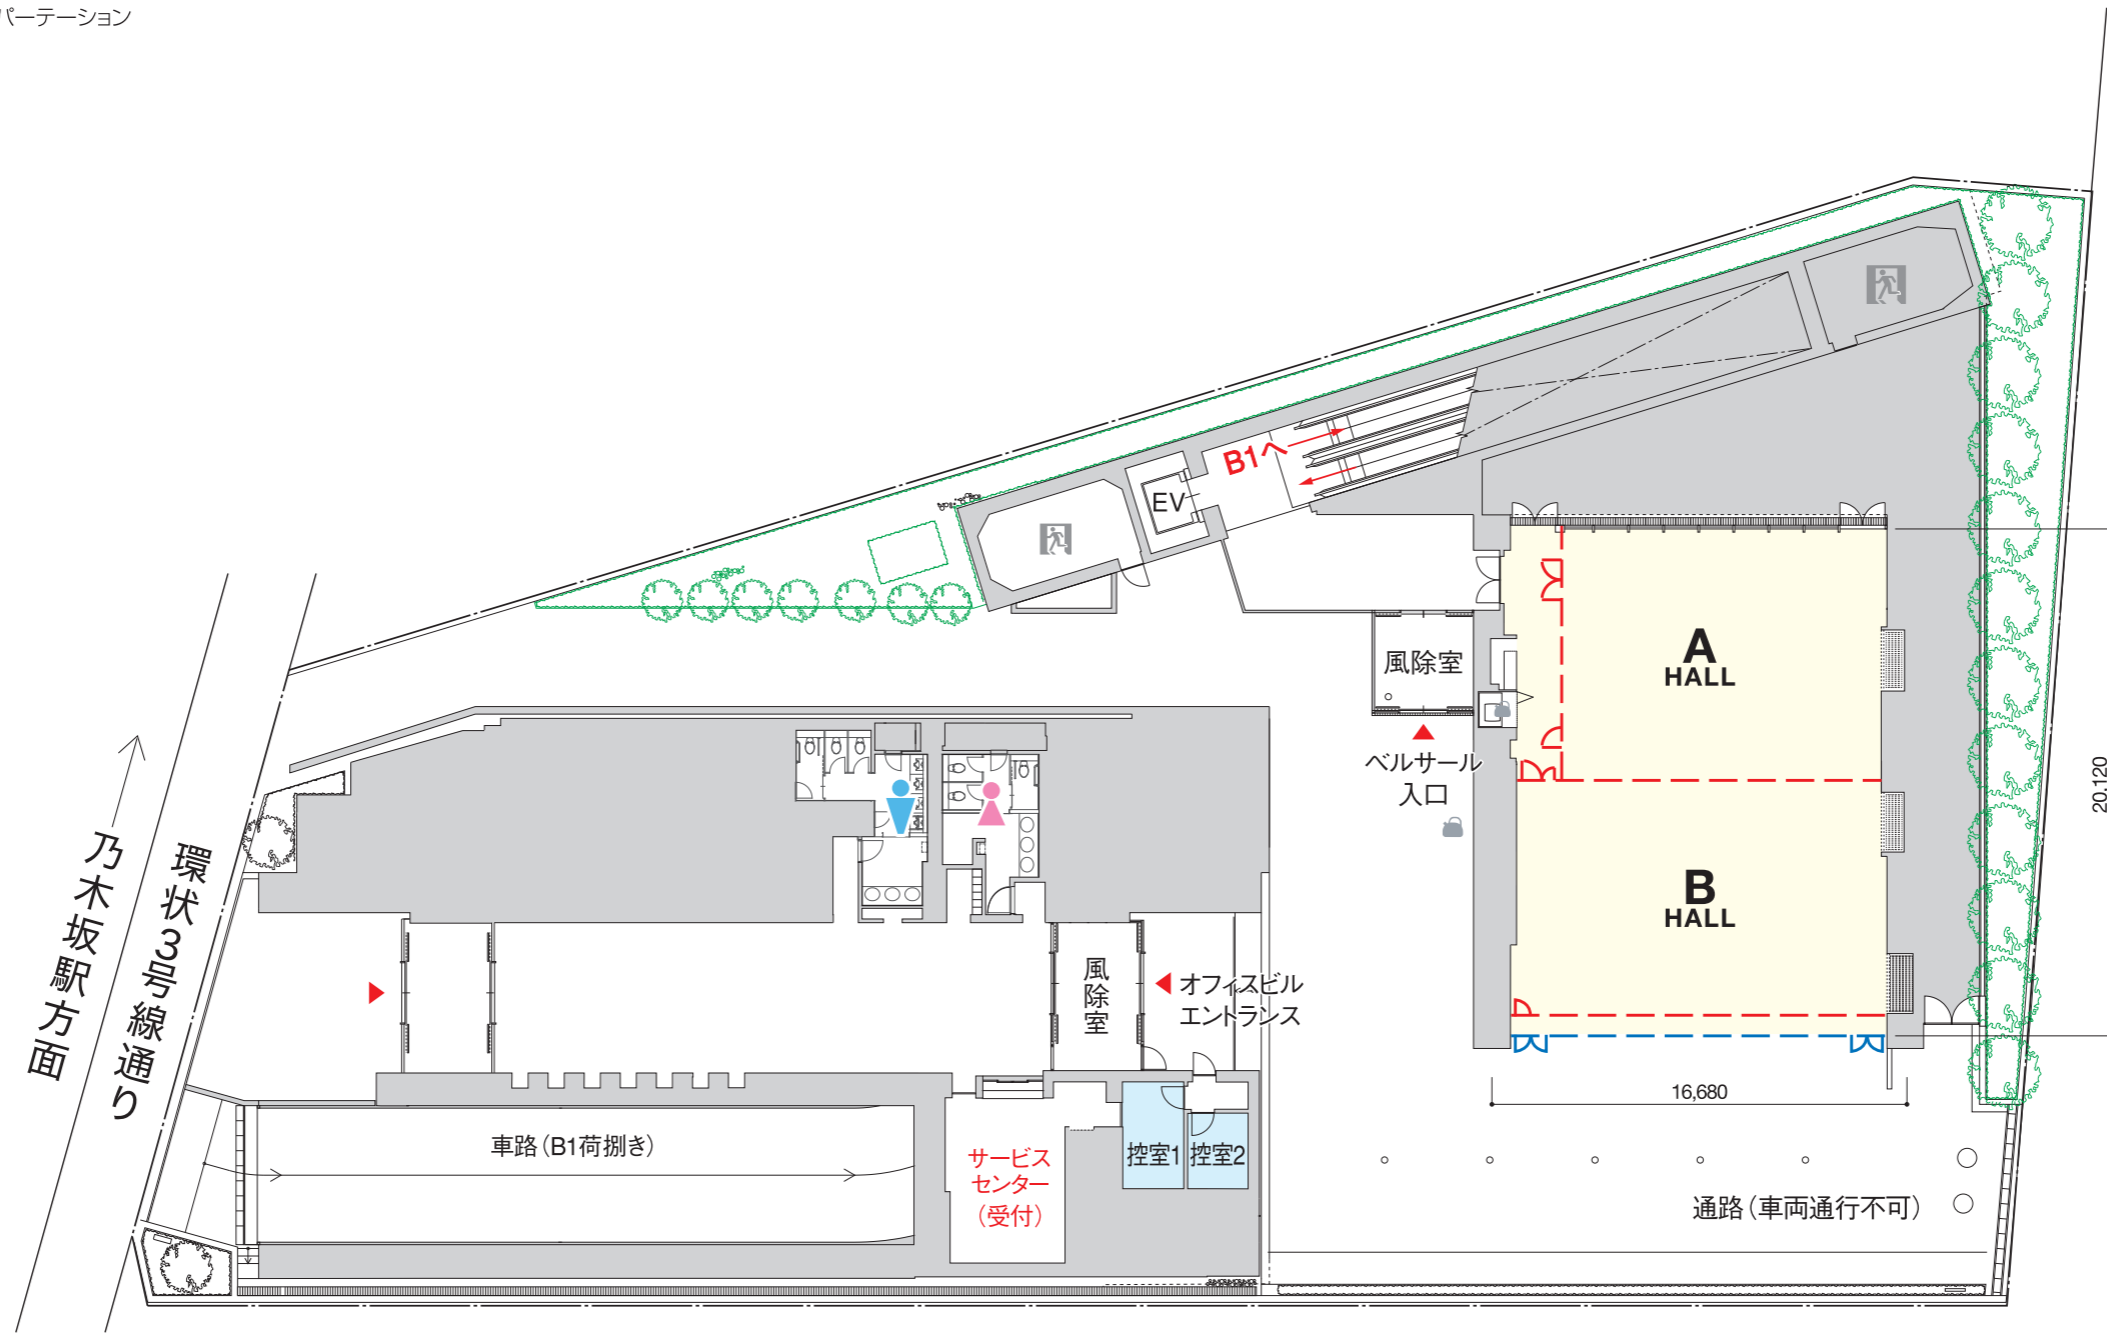 パーテーション
B1へ
EV
風除室
A
HALL
ベルサール
入口
20,120
B
HALL
乃木坂駅方面
環状3号線通り
風除室
オフィスビル
エントランス
16,680
車路（B1荷捌き）
サービス
センター
（受付）
控室1
控室2
通路（車両通行不可）